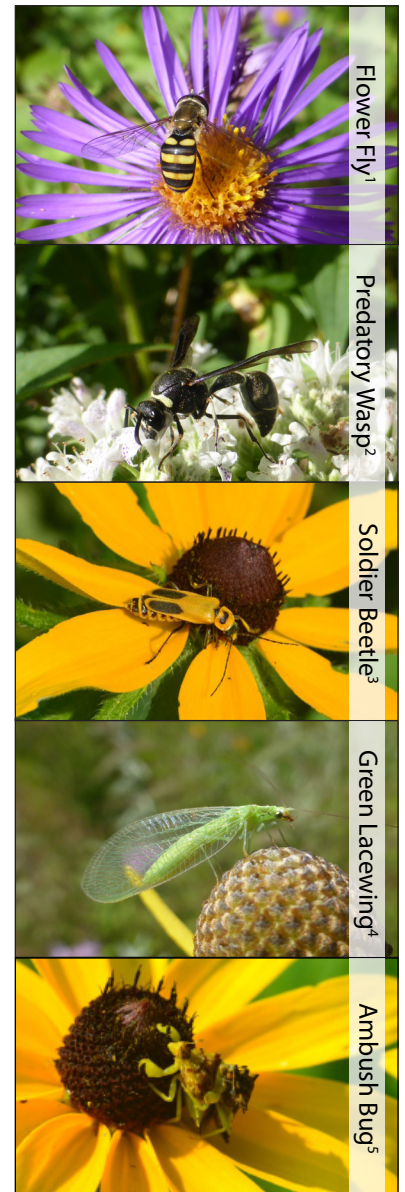 Flower Fly¹
Predatory Wasp²
Soldier Beetle³
Green Lacewing⁴
Ambush Bug⁵